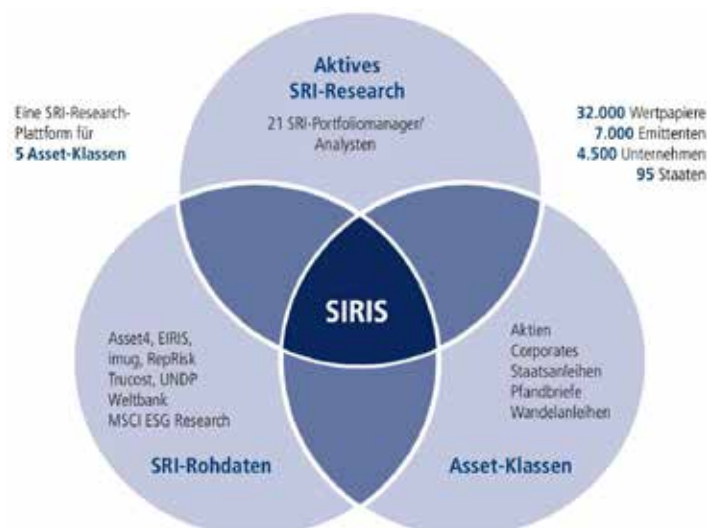 Aktives
SRI-Research
21 SRI-Portfoliomanager/
Analysten
Eine SRI-Research-
Plattform für
5 Asset-Klassen
32.000 Wertpapiere
7.000 Emittenten
4.500 Unternehmen
95 Staaten
SIRIS
Asset4, EIRIS,
imug, RepRisk
Trucost, UNDP
Weltbank
MSCI ESG Research
SRI-Rohdaten
Aktien
Corporates
Staatsanleihen
Pfandbriefe
Wandelanleihen
Asset-Klassen